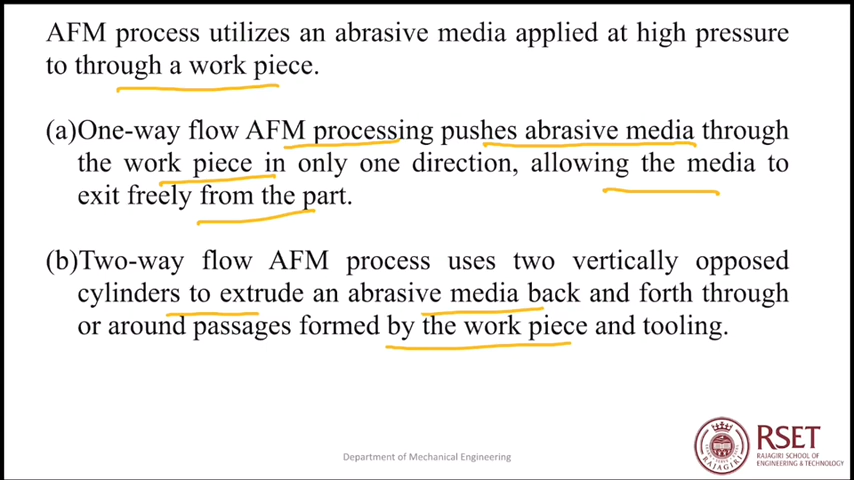 AFM process utilizes an abrasive media applied at high pressure
to through a work piece.
(a)One-way flow AFM processing pushes abrasive media through
the work piece in only one direction, allowing the media to
exit freely from the part.
(b)Two-way flow AFM process uses two vertically opposed
cylinders to extrude an abrasive media back and forth through
or around passages formed by the work piece and tooling.
Department of Mechanical Engineering
RAJAGIRI
RSET
RAJAGIRI SCHOOL OF
ENGINEERING & TECHNOLOGY